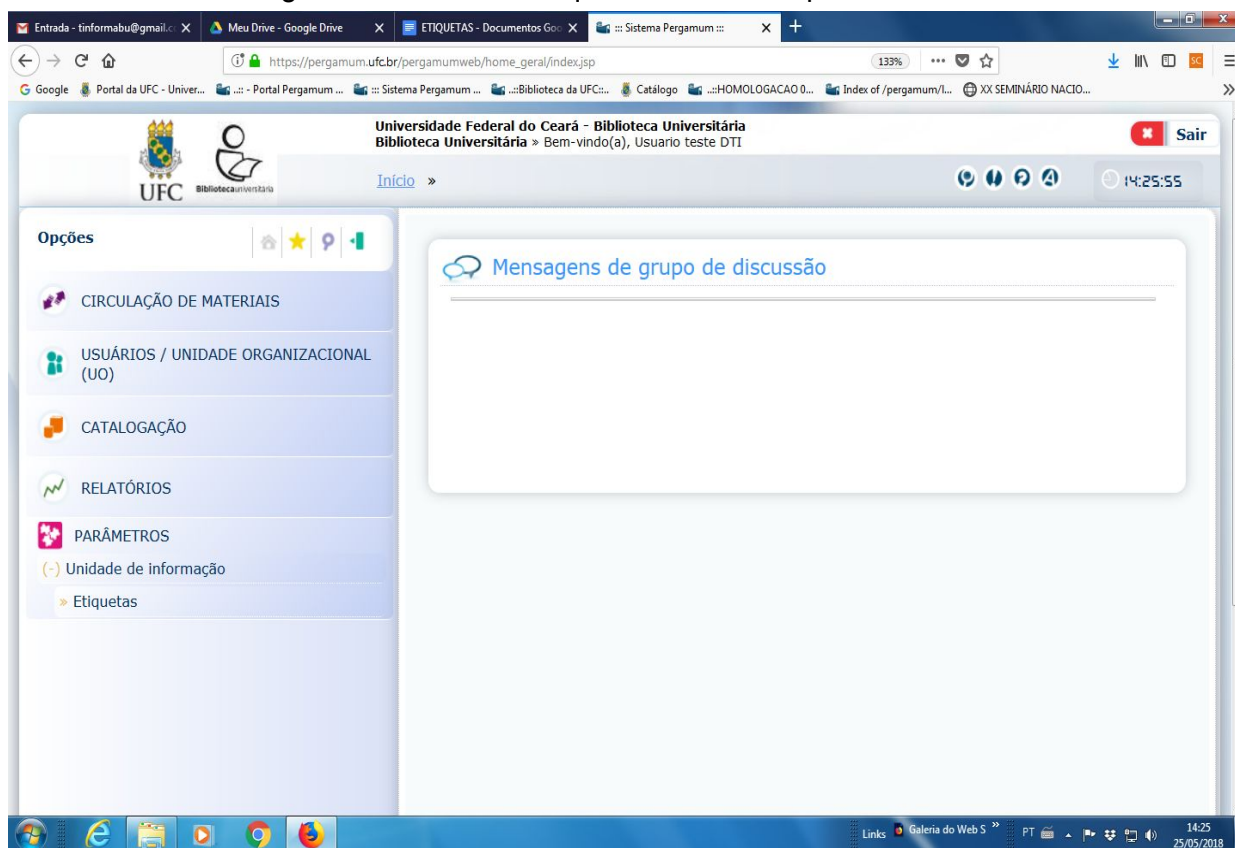 Entrada - tinformabu@gmail.c
Meu Drive - Google Drive
ETIQUETAS - Documentos Goo
::: Sistema Pergamum :::
https://pergamum.ufc.br/pergamumweb/home_geral/index.jsp
133%
Google
Portal da UFC - Univer...
..:: - Portal Pergamum ...
::: Sistema Pergamum ...
..::Biblioteca da UFC::..
Catálogo
..::HOMOLOGACAO 0...
Index of /pergamum/l...
XX SEMINÁRIO NACIO...
UFC
Bibliotecauniversitária
Universidade Federal do Ceará - Biblioteca Universitária
Biblioteca Universitária » Bem-vindo(a), Usuario teste DTI
Sair
Início »
14:25:55
Opções
CIRCULAÇÃO DE MATERIAIS
USUÁRIOS / UNIDADE ORGANIZACIONAL
(UO)
CATALOGAÇÃO
RELATÓRIOS
PARÂMETROS
(-) Unidade de informação
» Etiquetas
Mensagens de grupo de discussão
Links
Galeria do Web S »
PT
14:25
25/05/2018